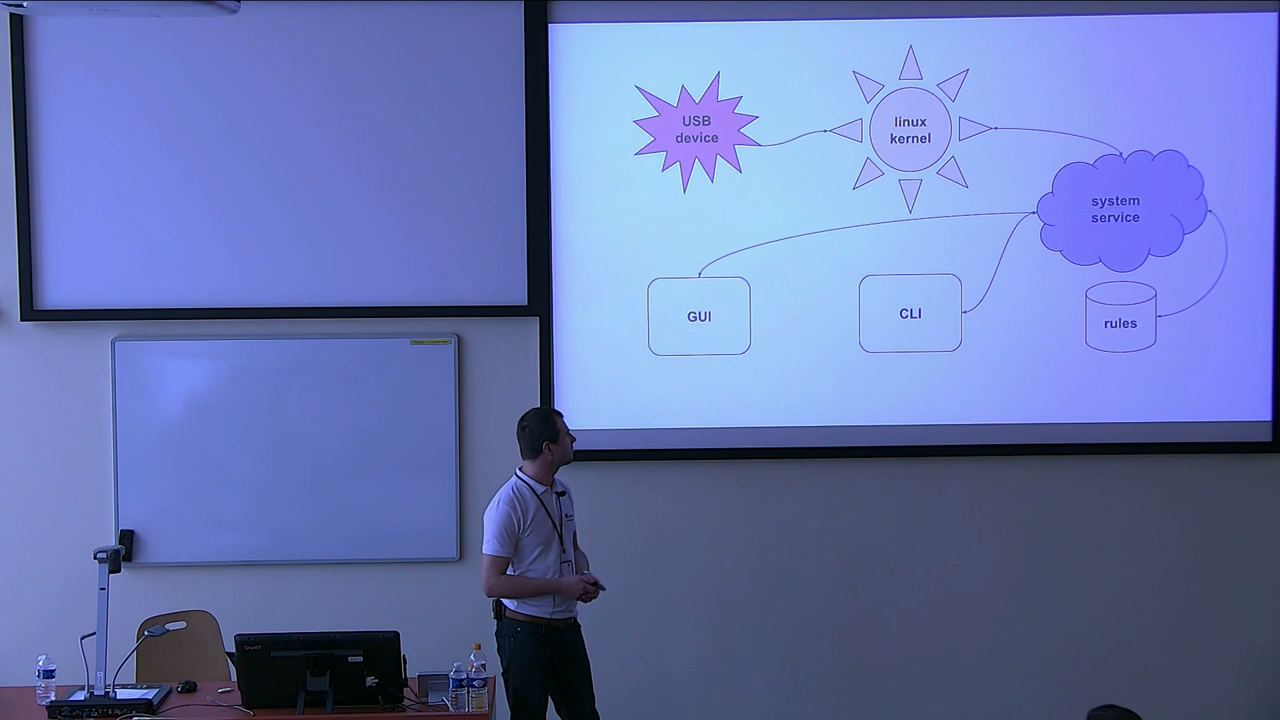 USB
device
linux
kernel
system
service
GUI
CLI
rules